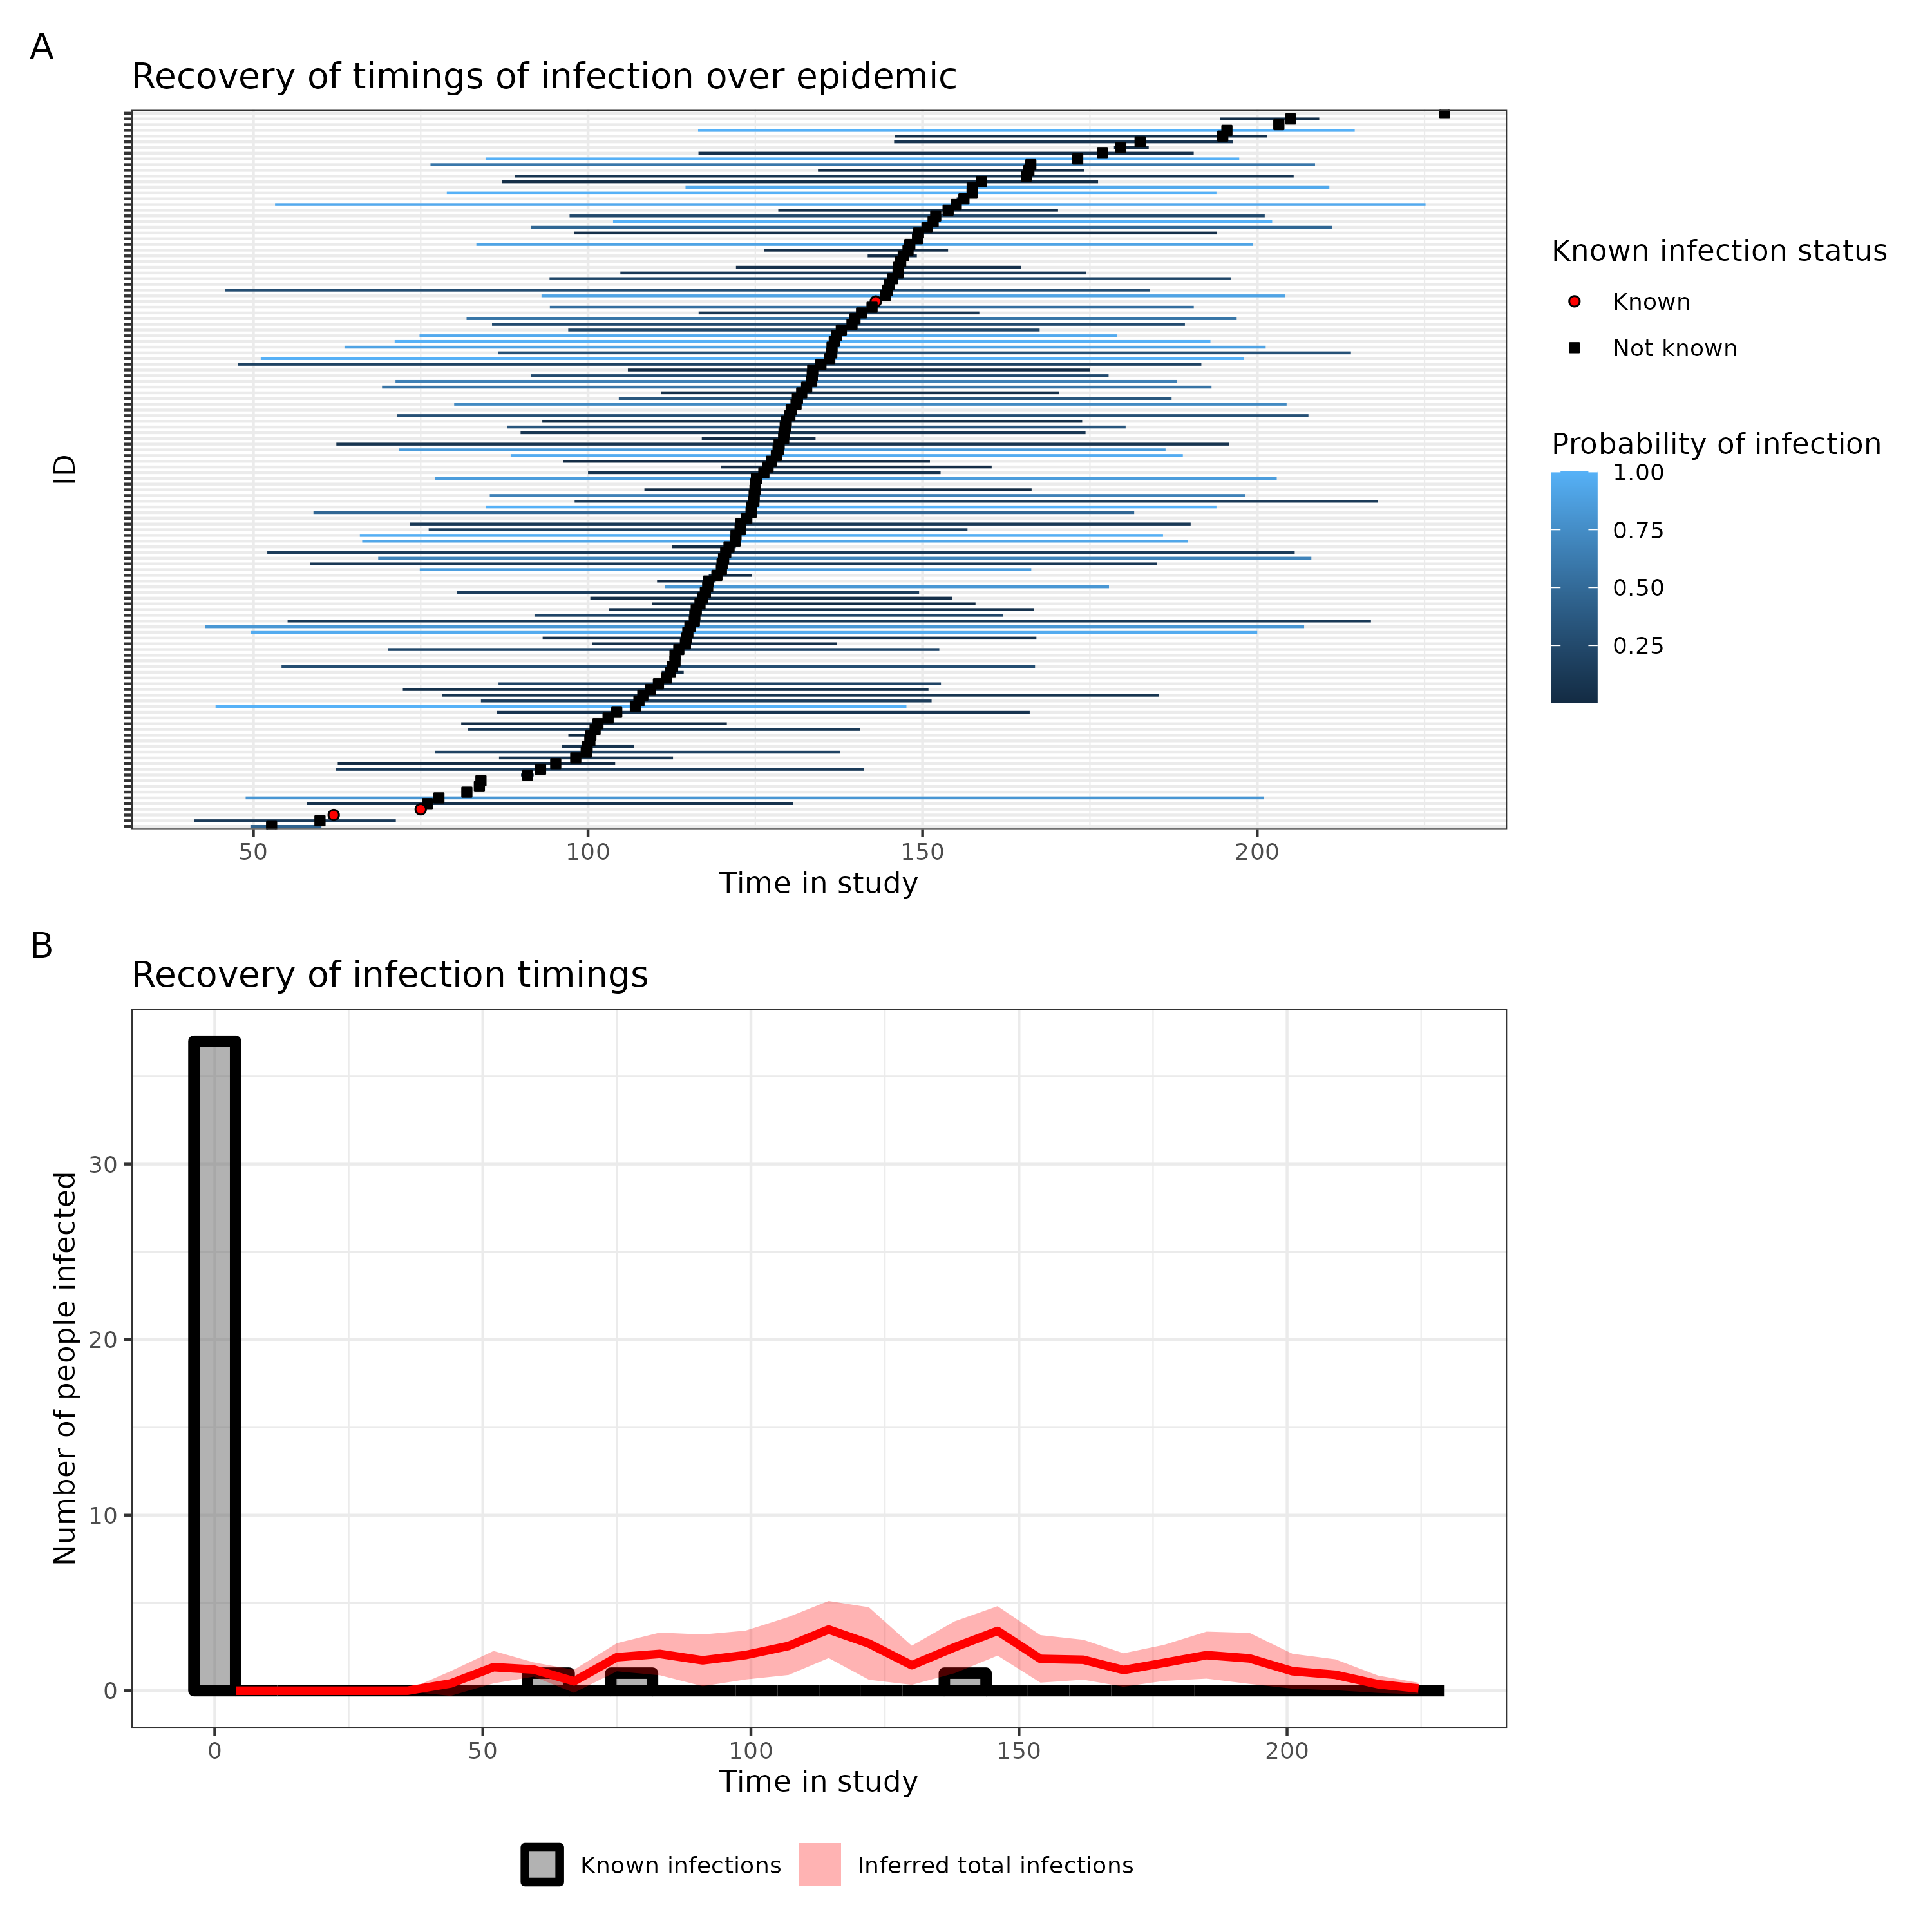 A
Recovery of timings of infection over epidemic
ID
50 100 150 200
Time in study
Known infection status
Known
Not known
Probability of infection
1.00
0.75
0.50
0.25
B
Recovery of infection timings
Number of people infected
30
20
10
0
0 50 100 150 200
Time in study
Known infections Inferred total infections